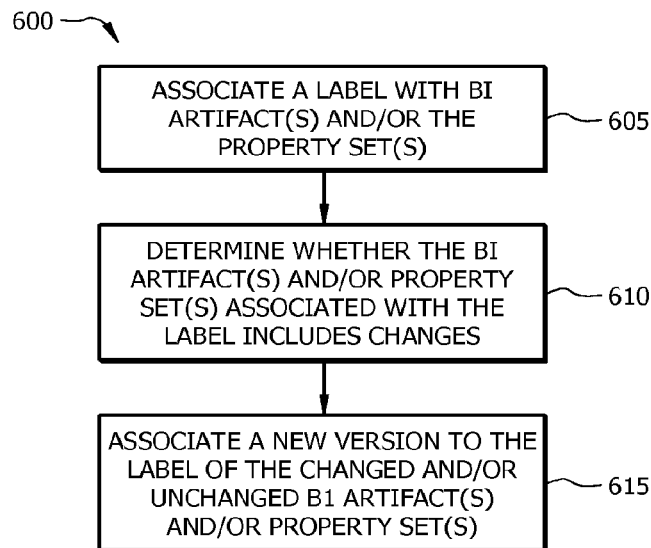 600
ASSOCIATE A LABEL WITH BI
ARTIFACT(S) AND/OR THE
PROPERTY SET(S)
605
DETERMINE WHETHER THE BI
ARTIFACT(S) AND/OR PROPERTY
SET(S) ASSOCIATED WITH THE
LABEL INCLUDES CHANGES
610
ASSOCIATE A NEW VERSION TO THE
LABEL OF THE CHANGED AND/OR
UNCHANGED B1 ARTIFACT(S)
AND/OR PROPERTY SET(S)
615